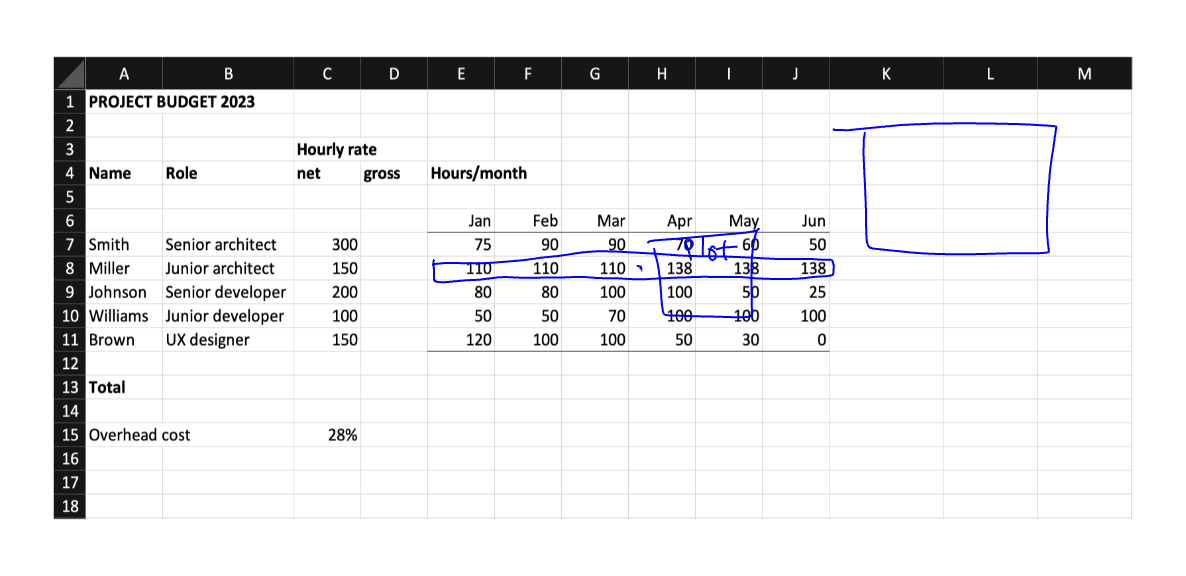 A B C D E F G H I J K L M
1 PROJECT BUDGET 2023
2
3 Hourly rate
4 Name Role net gross Hours/month
5
6 Jan Feb Mar Apr May Jun
7 Smith Senior architect 300 75 90 90 70 60 50
Plot
8 Miller Junior architect 150 110 110 110 138 138 138
9 Johnson Senior developer 200 80 80 100 100 50 25
10 Williams Junior developer 100 50 50 70 100 100 100
11 Brown UX designer 150 120 100 100 50 30 0
12
13 Total
14
15 Overhead cost 28%
16
17
18